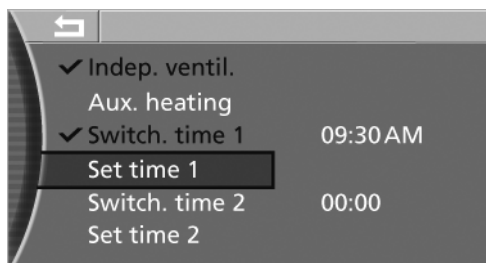 Indep. ventil.
Aux. heating
Switch. time 1 09:30 AM
Set time 1
Switch. time 2 00:00
Set time 2